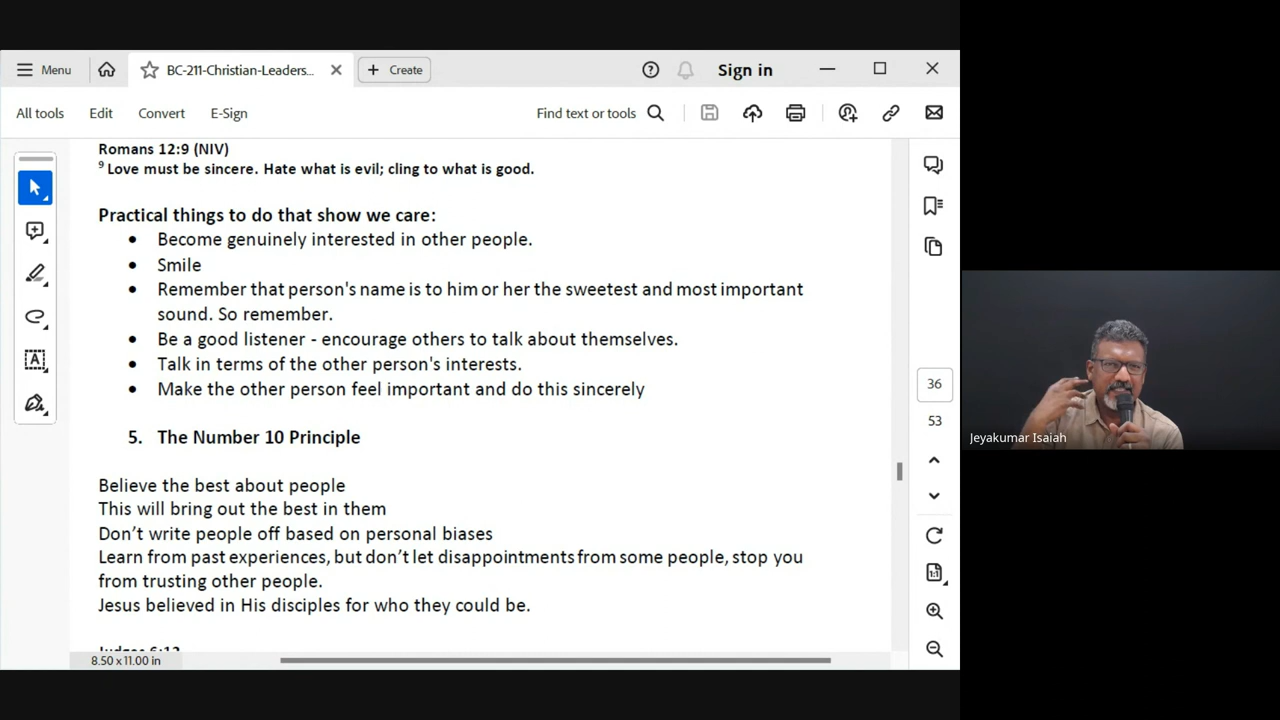 Menu
BC-211-Christian-Leaders...
Create
Sign in
All tools
Edit
Convert
E-Sign
Find text or tools
Romans 12:9 (NIV)
9 Love must be sincere. Hate what is evil; cling to what is good.
Practical things to do that show we care:
• Become genuinely interested in other people.
• Smile
• Remember that person's name is to him or her the sweetest and most important
sound. So remember.
• Be a good listener - encourage others to talk about themselves.
• Talk in terms of the other person's interests.
• Make the other person feel important and do this sincerely
5. The Number 10 Principle
Believe the best about people
This will bring out the best in them
Don’t write people off based on personal biases
Learn from past experiences, but don’t let disappointments from some people, stop you
from trusting other people.
Jesus believed in His disciples for who they could be.
Judges 6:12
8.50 x 11.00 in
36
53
1:1
Jeyakumar Isaiah